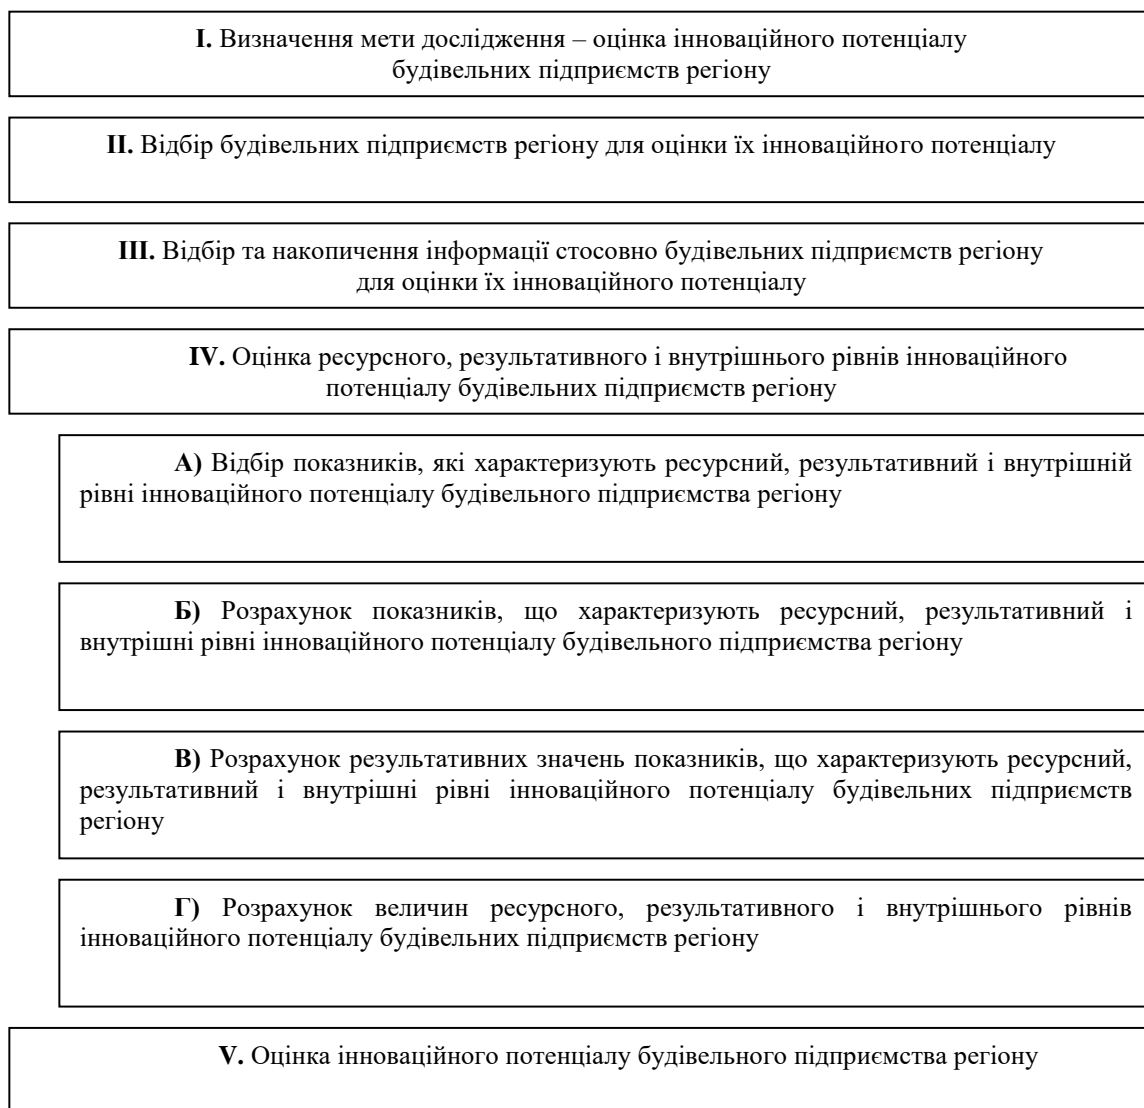 I. Визначення мети дослідження – оцінка інноваційного потенціалу
будівельних підприємств регіону
II. Відбір будівельних підприємств регіону для оцінки їх інноваційного потенціалу
III. Відбір та накопичення інформації стосовно будівельних підприємств регіону
для оцінки їх інноваційного потенціалу
IV. Оцінка ресурсного, результативного і внутрішнього рівнів інноваційного
потенціалу будівельних підприємств регіону
А) Відбір показників, які характеризують ресурсний, результативний і внутрішній
рівні інноваційного потенціалу будівельного підприємства регіону
Б) Розрахунок показників, що характеризують ресурсний, результативний і
внутрішні рівні інноваційного потенціалу будівельного підприємства регіону
В) Розрахунок результативних значень показників, що характеризують ресурсний,
результативний і внутрішні рівні інноваційного потенціалу будівельних підприємств
регіону
Г) Розрахунок величин ресурсного, результативного і внутрішнього рівнів
інноваційного потенціалу будівельних підприємств регіону
V. Оцінка інноваційного потенціалу будівельного підприємства регіону